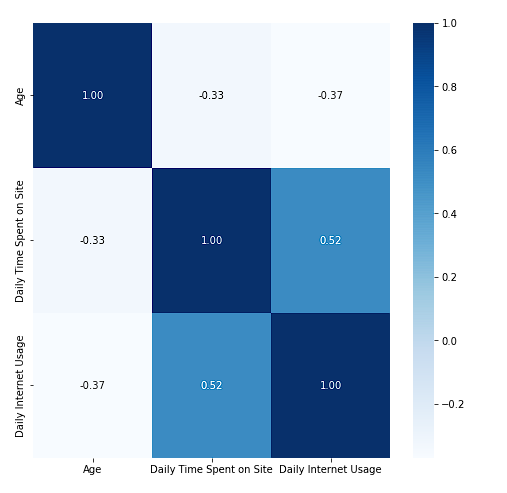 1.0
Age
1.00
-0.33
-0.37
0.8
0.6
Daily Time Spent on Site
-0.33
1.00
0.52
0.4
0.2
0.0
Daily Internet Usage
-0.37
0.52
1.00
−0.2
Age
Daily Time Spent on Site
Daily Internet Usage